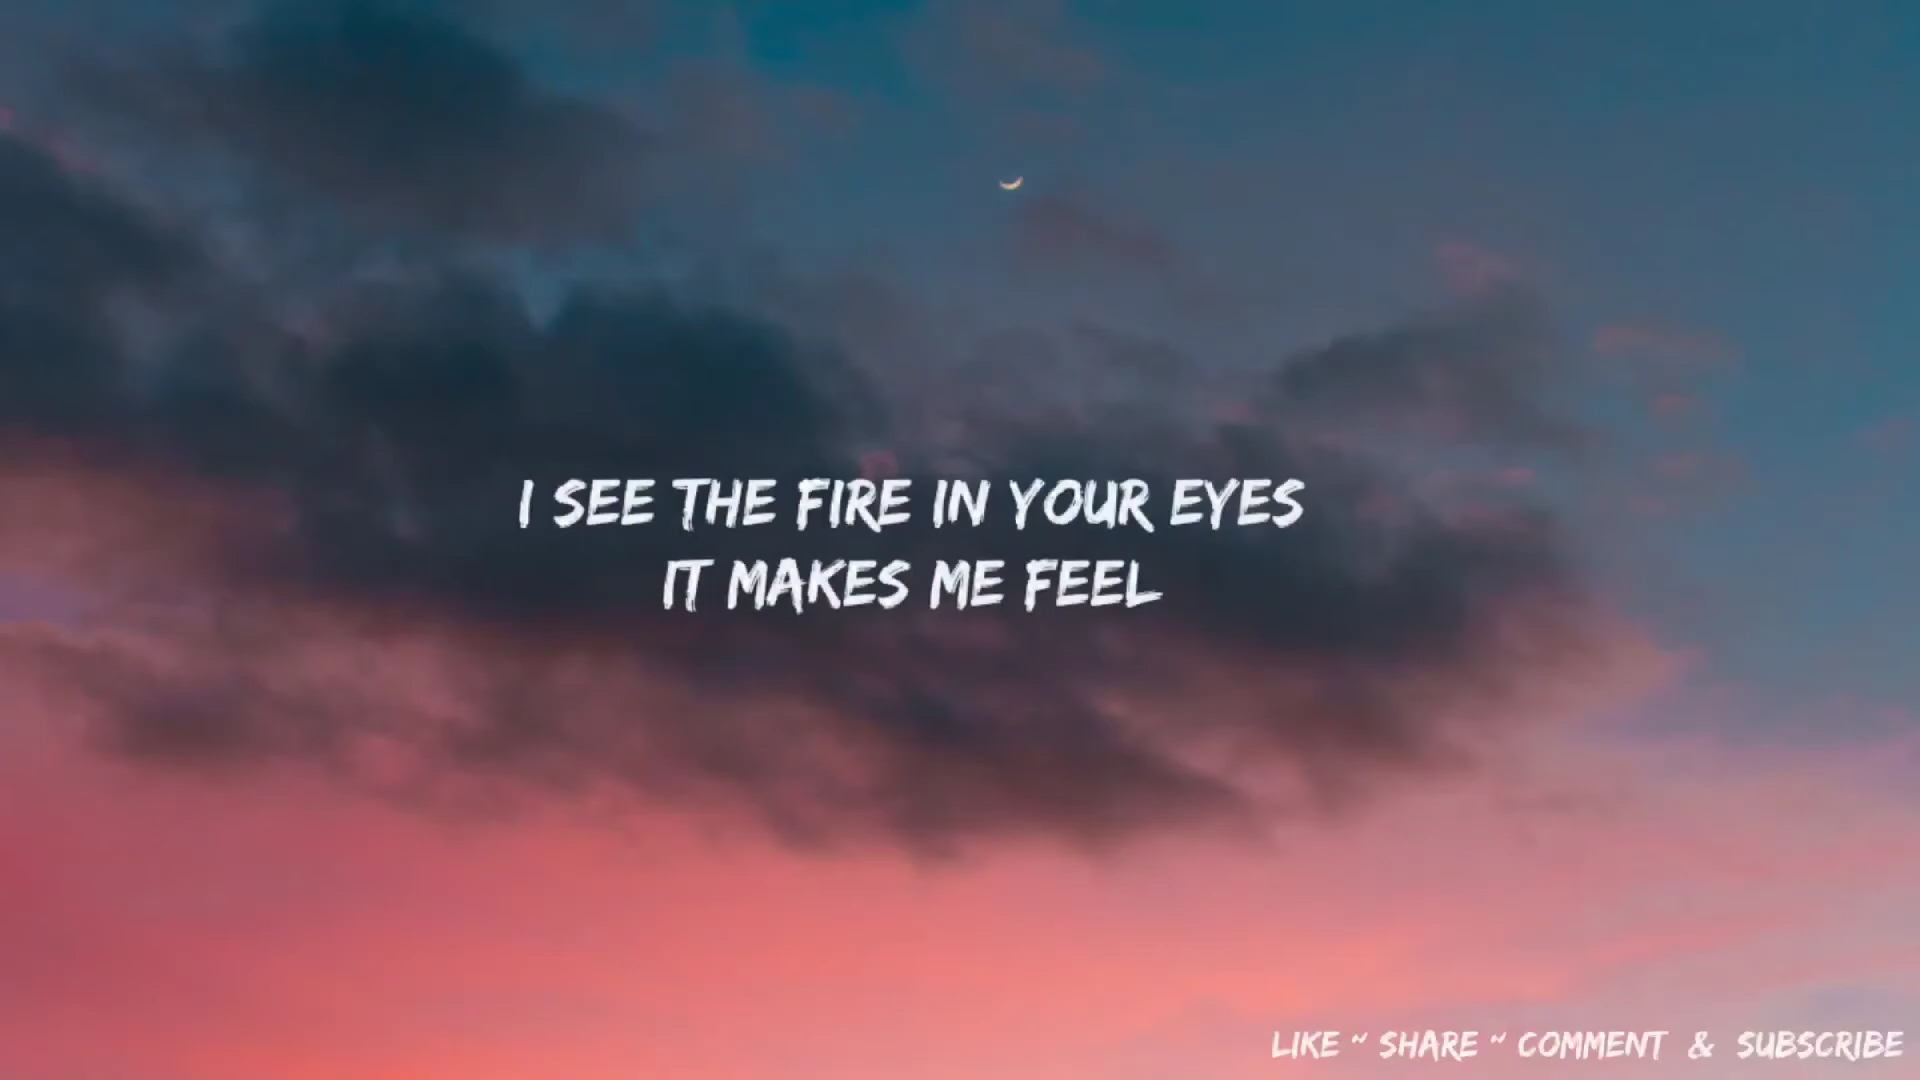 I SEE THE FIRE IN YOUR EYES
IT MAKES ME FEEL
LIKE ~ SHARE ~ COMMENT & SUBSCRIBE